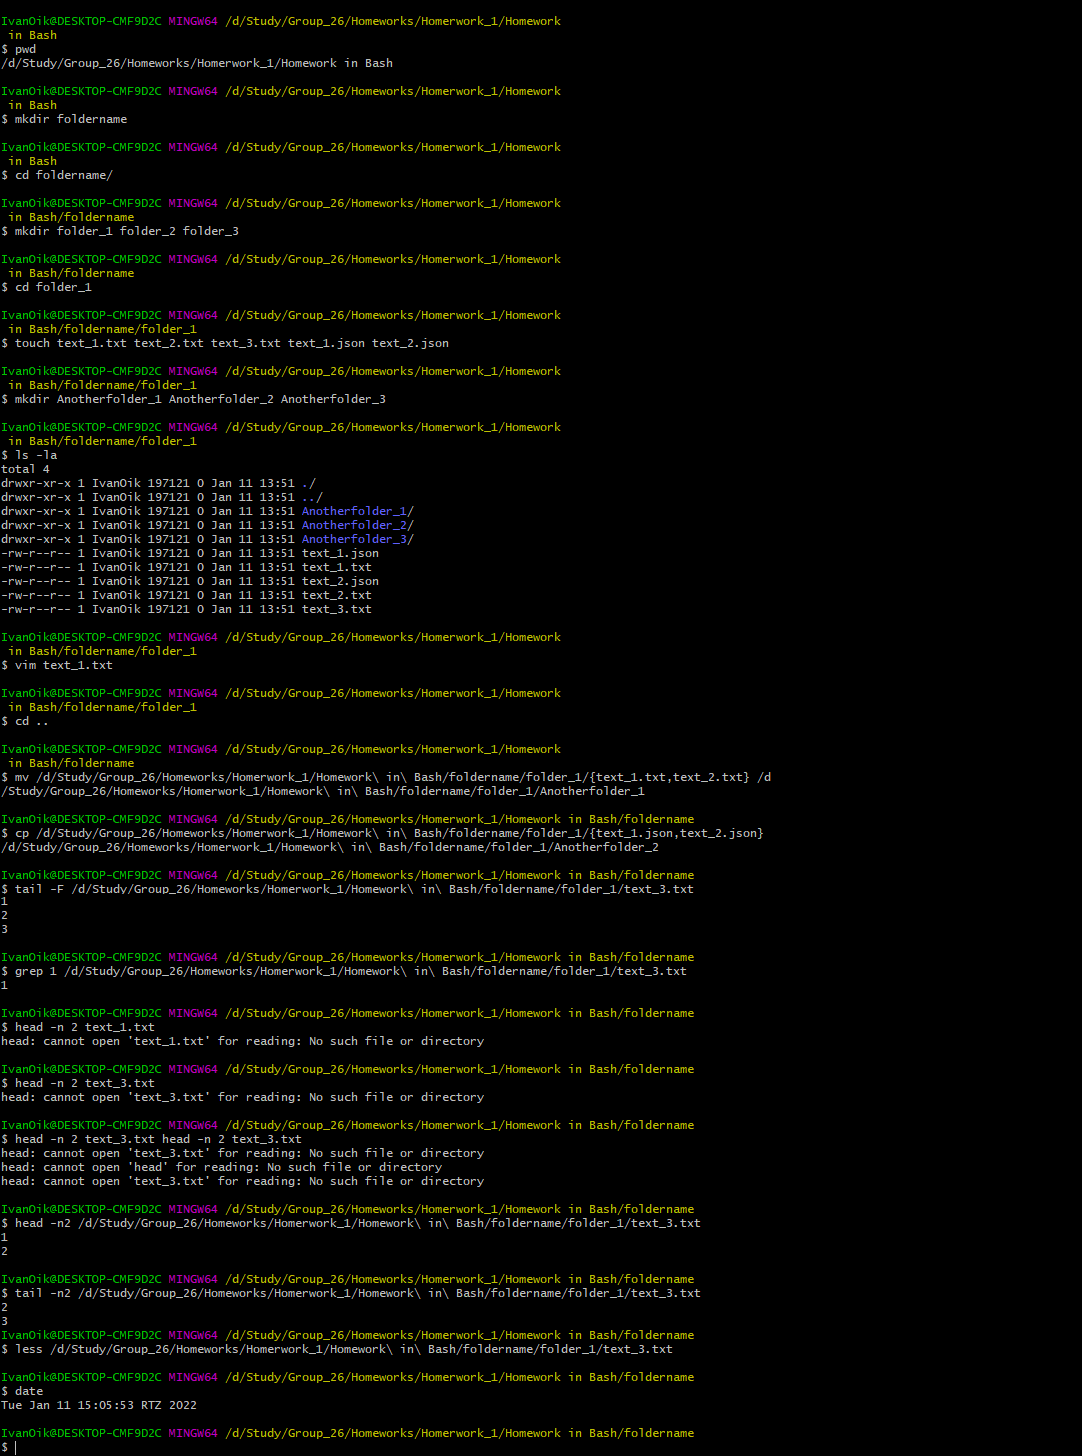 IvanOik@DESKTOP-CMF9D2C MINGW64 /d/Study/Group_26/Homeworks/Homerwork_1/Homework
 in Bash
$ pwd
/d/Study/Group_26/Homeworks/Homerwork_1/Homework in Bash
IvanOik@DESKTOP-CMF9D2C MINGW64 /d/Study/Group_26/Homeworks/Homerwork_1/Homework
 in Bash
$ mkdir foldername
IvanOik@DESKTOP-CMF9D2C MINGW64 /d/Study/Group_26/Homeworks/Homerwork_1/Homework
 in Bash
$ cd foldername/
IvanOik@DESKTOP-CMF9D2C MINGW64 /d/Study/Group_26/Homeworks/Homerwork_1/Homework
 in Bash/foldername
$ mkdir folder_1 folder_2 folder_3
IvanOik@DESKTOP-CMF9D2C MINGW64 /d/Study/Group_26/Homeworks/Homerwork_1/Homework
 in Bash/foldername
$ cd folder_1
IvanOik@DESKTOP-CMF9D2C MINGW64 /d/Study/Group_26/Homeworks/Homerwork_1/Homework
 in Bash/foldername/folder_1
$ touch text_1.txt text_2.txt text_3.txt text_1.json text_2.json
IvanOik@DESKTOP-CMF9D2C MINGW64 /d/Study/Group_26/Homeworks/Homerwork_1/Homework
 in Bash/foldername/folder_1
$ mkdir Anotherfolder_1 Anotherfolder_2 Anotherfolder_3
IvanOik@DESKTOP-CMF9D2C MINGW64 /d/Study/Group_26/Homeworks/Homerwork_1/Homework
 in Bash/foldername/folder_1
$ ls -la
total 4
drwxr-xr-x 1 IvanOik 197121 0 Jan 11 13:51 ./
drwxr-xr-x 1 IvanOik 197121 0 Jan 11 13:51 ../
drwxr-xr-x 1 IvanOik 197121 0 Jan 11 13:51 Anotherfolder_1/
drwxr-xr-x 1 IvanOik 197121 0 Jan 11 13:51 Anotherfolder_2/
drwxr-xr-x 1 IvanOik 197121 0 Jan 11 13:51 Anotherfolder_3/
-rw-r--r-- 1 IvanOik 197121 0 Jan 11 13:51 text_1.json
-rw-r--r-- 1 IvanOik 197121 0 Jan 11 13:51 text_1.txt
-rw-r--r-- 1 IvanOik 197121 0 Jan 11 13:51 text_2.json
-rw-r--r-- 1 IvanOik 197121 0 Jan 11 13:51 text_2.txt
-rw-r--r-- 1 IvanOik 197121 0 Jan 11 13:51 text_3.txt
IvanOik@DESKTOP-CMF9D2C MINGW64 /d/Study/Group_26/Homeworks/Homerwork_1/Homework
 in Bash/foldername/folder_1
$ vim text_1.txt
IvanOik@DESKTOP-CMF9D2C MINGW64 /d/Study/Group_26/Homeworks/Homerwork_1/Homework
 in Bash/foldername/folder_1
$ cd ..
IvanOik@DESKTOP-CMF9D2C MINGW64 /d/Study/Group_26/Homeworks/Homerwork_1/Homework
 in Bash/foldername
$ mv /d/Study/Group_26/Homeworks/Homerwork_1/Homework\ in\ Bash/foldername/folder_1/{text_1.txt,text_2.txt} /d
/Study/Group_26/Homeworks/Homerwork_1/Homework\ in\ Bash/foldername/folder_1/Anotherfolder_1
IvanOik@DESKTOP-CMF9D2C MINGW64 /d/Study/Group_26/Homeworks/Homerwork_1/Homework in Bash/foldername
$ cp /d/Study/Group_26/Homeworks/Homerwork_1/Homework\ in\ Bash/foldername/folder_1/{text_1.json,text_2.json}
/d/Study/Group_26/Homeworks/Homerwork_1/Homework\ in\ Bash/foldername/folder_1/Anotherfolder_2
IvanOik@DESKTOP-CMF9D2C MINGW64 /d/Study/Group_26/Homeworks/Homerwork_1/Homework in Bash/foldername
$ tail -F /d/Study/Group_26/Homeworks/Homerwork_1/Homework\ in\ Bash/foldername/folder_1/text_3.txt
1
2
3
IvanOik@DESKTOP-CMF9D2C MINGW64 /d/Study/Group_26/Homeworks/Homerwork_1/Homework in Bash/foldername
$ grep 1 /d/Study/Group_26/Homeworks/Homerwork_1/Homework\ in\ Bash/foldername/folder_1/text_3.txt
1
IvanOik@DESKTOP-CMF9D2C MINGW64 /d/Study/Group_26/Homeworks/Homerwork_1/Homework in Bash/foldername
$ head -n 2 text_1.txt
head: cannot open 'text_1.txt' for reading: No such file or directory
IvanOik@DESKTOP-CMF9D2C MINGW64 /d/Study/Group_26/Homeworks/Homerwork_1/Homework in Bash/foldername
$ head -n 2 text_3.txt
head: cannot open 'text_3.txt' for reading: No such file or directory
IvanOik@DESKTOP-CMF9D2C MINGW64 /d/Study/Group_26/Homeworks/Homerwork_1/Homework in Bash/foldername
$ head -n 2 text_3.txt head -n 2 text_3.txt
head: cannot open 'text_3.txt' for reading: No such file or directory
head: cannot open 'head' for reading: No such file or directory
head: cannot open 'text_3.txt' for reading: No such file or directory
IvanOik@DESKTOP-CMF9D2C MINGW64 /d/Study/Group_26/Homeworks/Homerwork_1/Homework in Bash/foldername
$ head -n2 /d/Study/Group_26/Homeworks/Homerwork_1/Homework\ in\ Bash/foldername/folder_1/text_3.txt
1
2
IvanOik@DESKTOP-CMF9D2C MINGW64 /d/Study/Group_26/Homeworks/Homerwork_1/Homework in Bash/foldername
$ tail -n2 /d/Study/Group_26/Homeworks/Homerwork_1/Homework\ in\ Bash/foldername/folder_1/text_3.txt
2
3
IvanOik@DESKTOP-CMF9D2C MINGW64 /d/Study/Group_26/Homeworks/Homerwork_1/Homework in Bash/foldername
$ less /d/Study/Group_26/Homeworks/Homerwork_1/Homework\ in\ Bash/foldername/folder_1/text_3.txt
IvanOik@DESKTOP-CMF9D2C MINGW64 /d/Study/Group_26/Homeworks/Homerwork_1/Homework in Bash/foldername
$ date
Tue Jan 11 15:05:53 RTZ 2022
IvanOik@DESKTOP-CMF9D2C MINGW64 /d/Study/Group_26/Homeworks/Homerwork_1/Homework in Bash/foldername
$